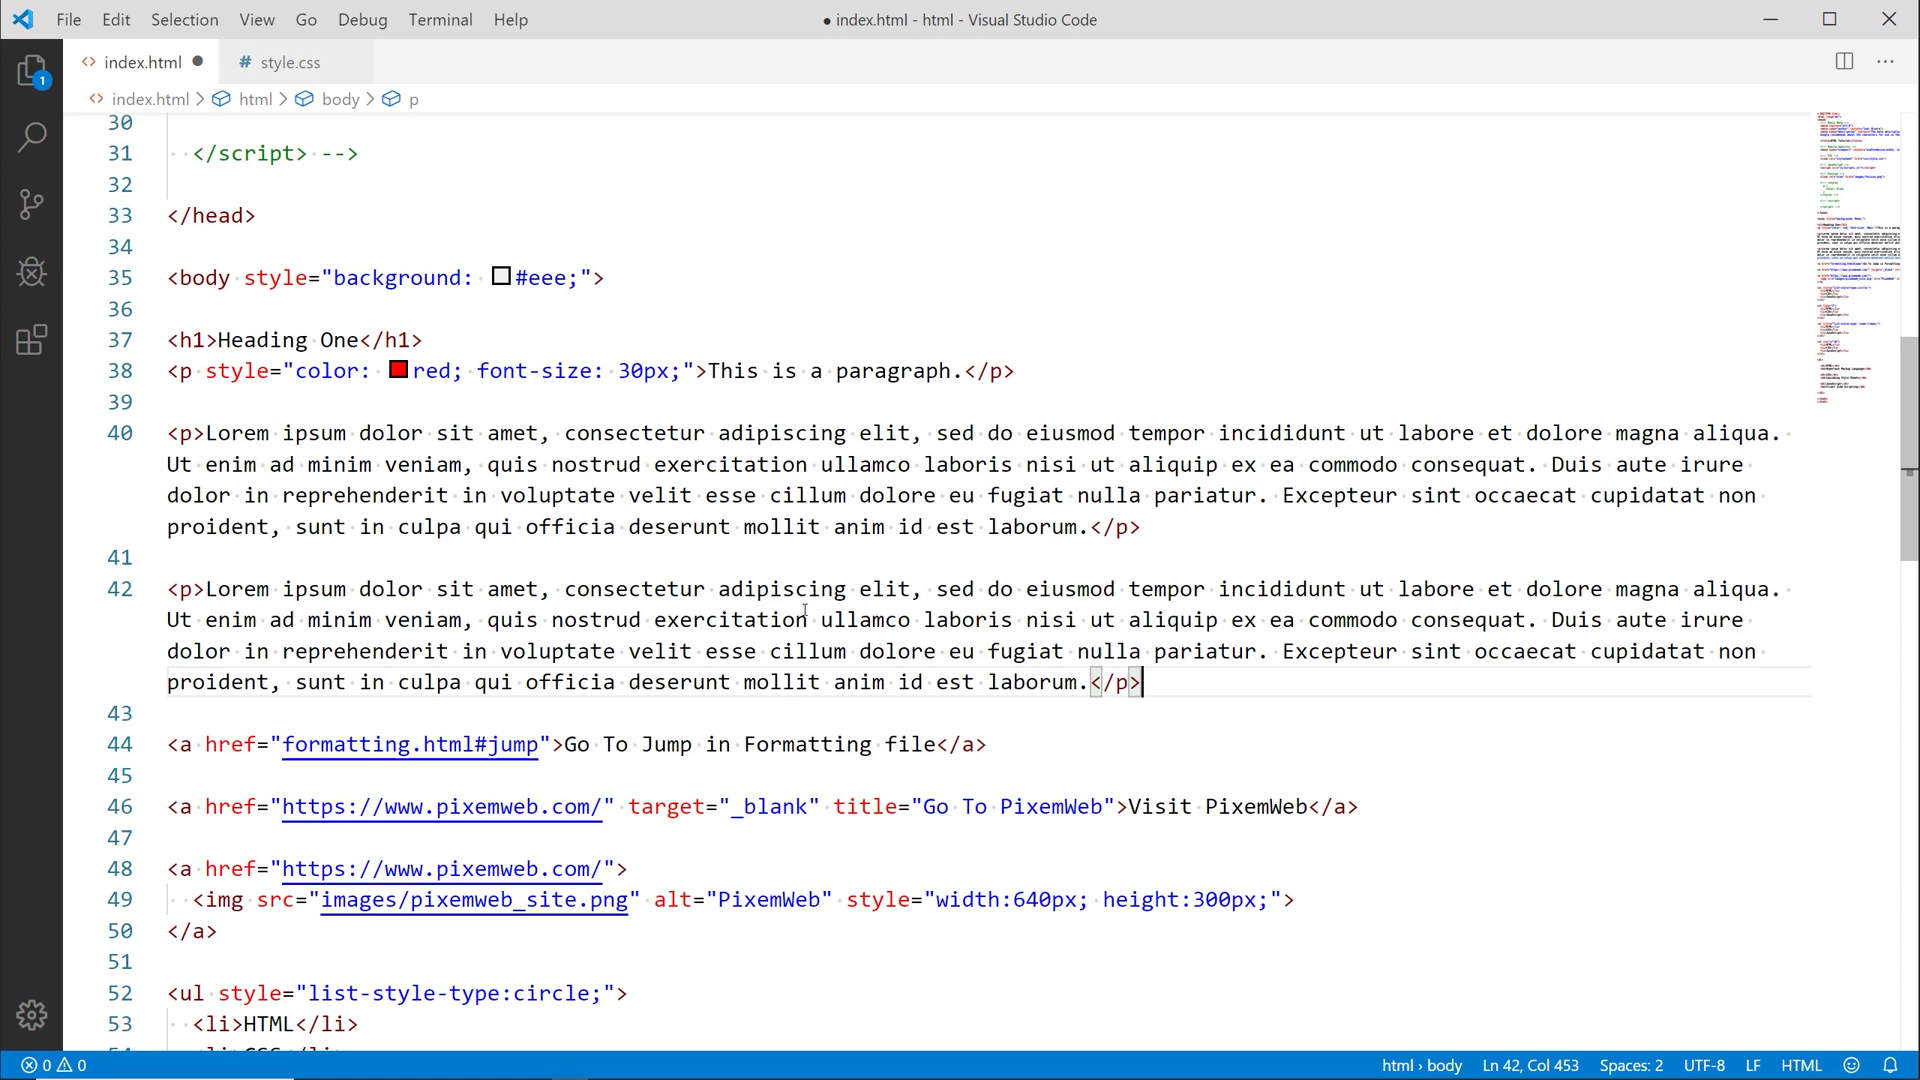 File Edit Selection View Go Debug Terminal Help
● index.html - html - Visual Studio Code
index.html ●
# style.css
index.html > html > body > p
1
30
31 </script> -->
32
33 </head>
34
35 <body style="background: #eee;">
36
37 <h1>Heading One</h1>
38 <p style="color: red; font-size: 30px;">This is a paragraph.</p>
39
40 <p>Lorem ipsum dolor sit amet, consectetur adipiscing elit, sed do eiusmod tempor incididunt ut labore et dolore magna aliqua.
Ut enim ad minim veniam, quis nostrud exercitation ullamco laboris nisi ut aliquip ex ea commodo consequat. Duis aute irure
dolor in reprehenderit in voluptate velit esse cillum dolore eu fugiat nulla pariatur. Excepteur sint occaecat cupidatat non
proident, sunt in culpa qui officia deserunt mollit anim id est laborum.</p>
41
42 <p>Lorem ipsum dolor sit amet, consectetur adipiscing elit, sed do eiusmod tempor incididunt ut labore et dolore magna aliqua.
Ut enim ad minim veniam, quis nostrud exercitation ullamco laboris nisi ut aliquip ex ea commodo consequat. Duis aute irure
dolor in reprehenderit in voluptate velit esse cillum dolore eu fugiat nulla pariatur. Excepteur sint occaecat cupidatat non
proident, sunt in culpa qui officia deserunt mollit anim id est laborum.</p>
43
44 <a href="formatting.html#jump">Go To Jump in Formatting file</a>
45
46 <a href="https://www.pixemweb.com/" target="_blank" title="Go To PixemWeb">Visit PixemWeb</a>
47
48 <a href="https://www.pixemweb.com/">
49 <img src="images/pixemweb_site.png" alt="PixemWeb" style="width:640px; height:300px;">
50 </a>
51
52 <ul style="list-style-type:circle;">
53 <li>HTML</li>
0 0
html › body Ln 42, Col 453 Spaces: 2 UTF-8 LF HTML